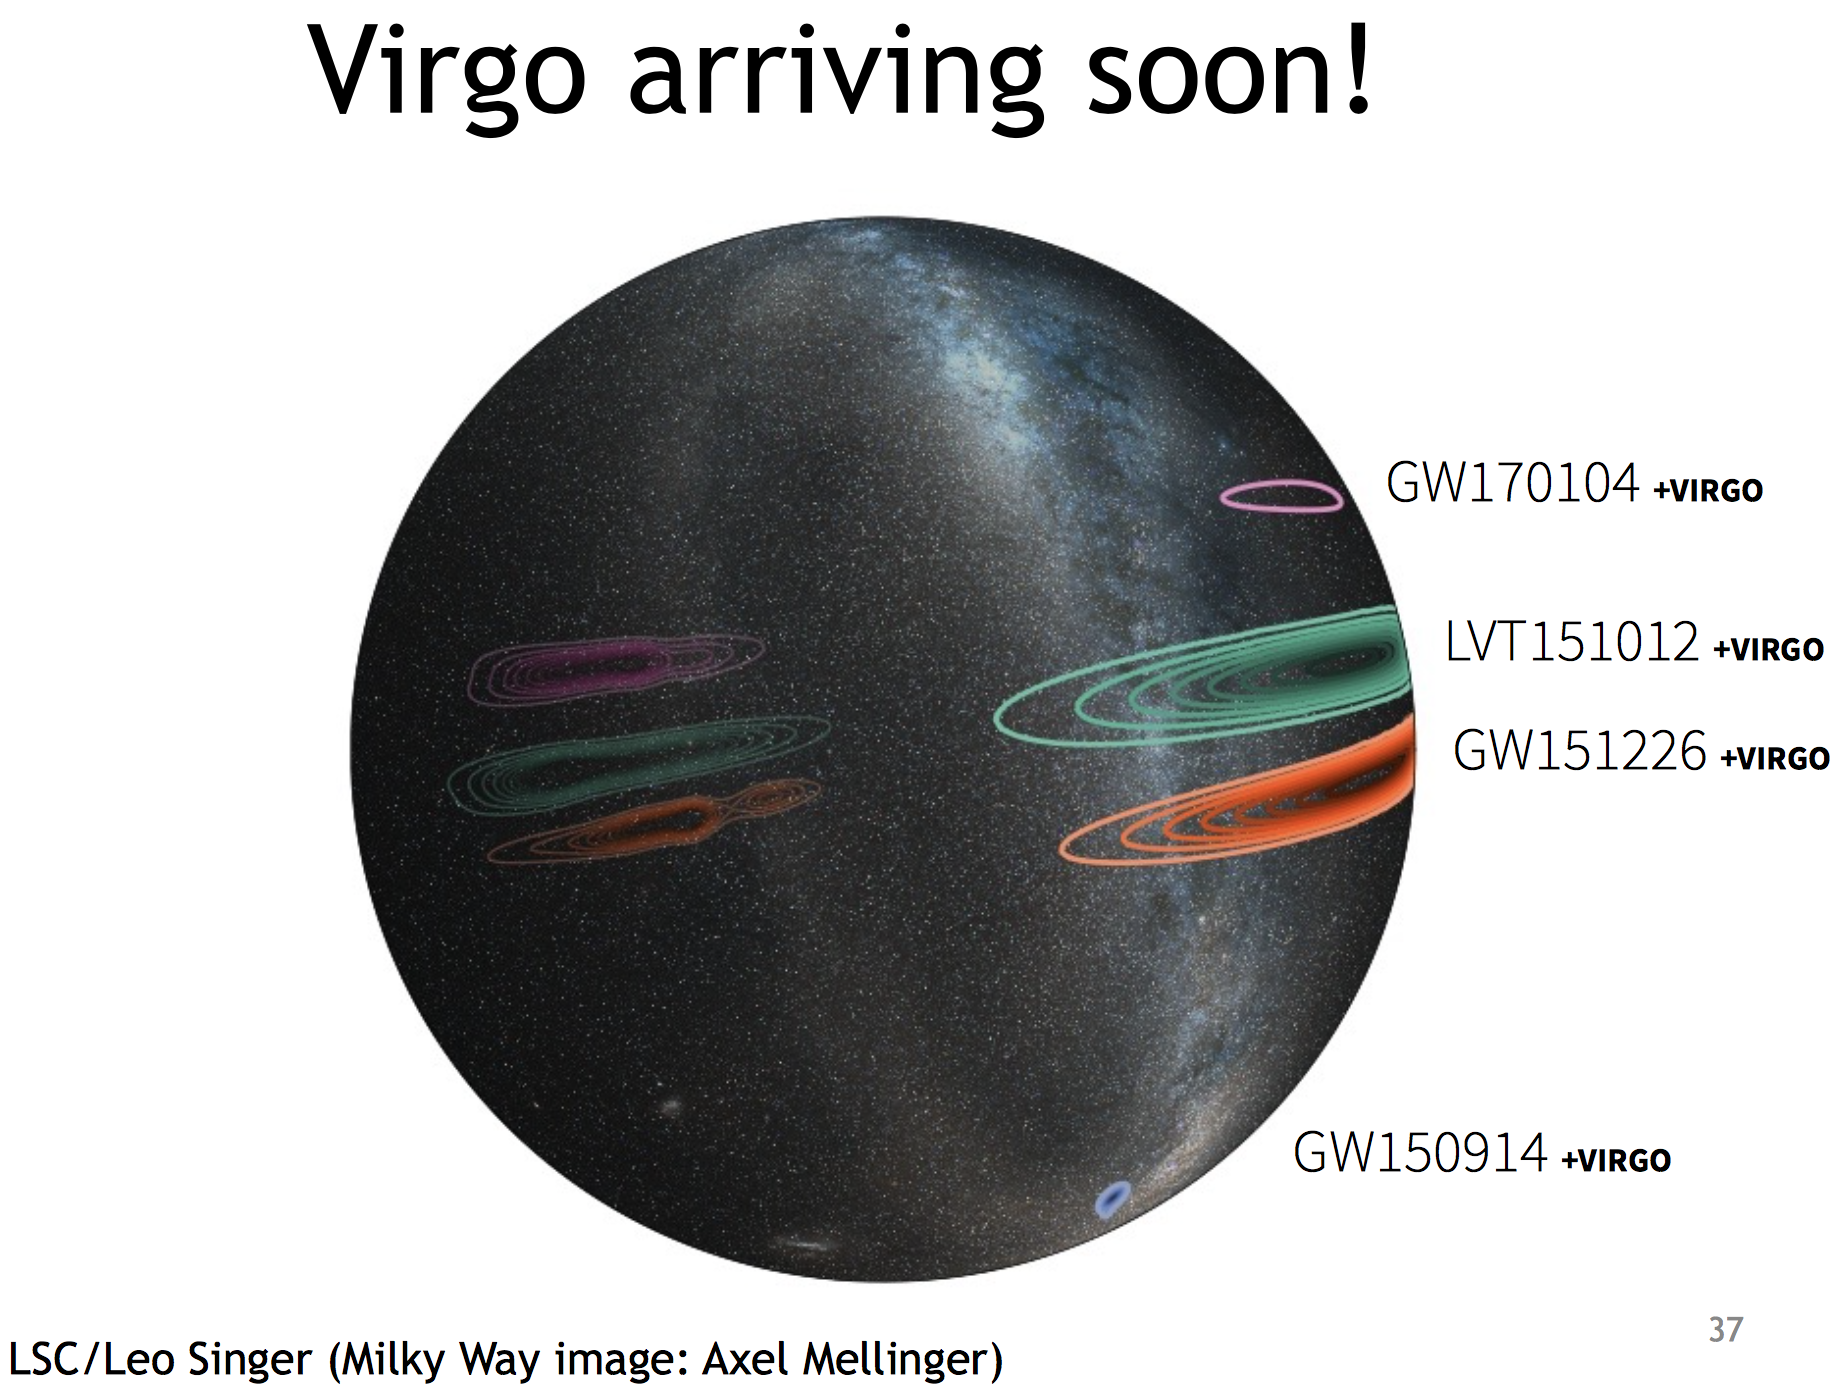 Virgo arriving soon!
GW170104 +VIRGO
LVT151012 +VIRGO
GW151226 +VIRGO
GW150914 +VIRGO
37
LSC/Leo Singer (Milky Way image: Axel Mellinger)